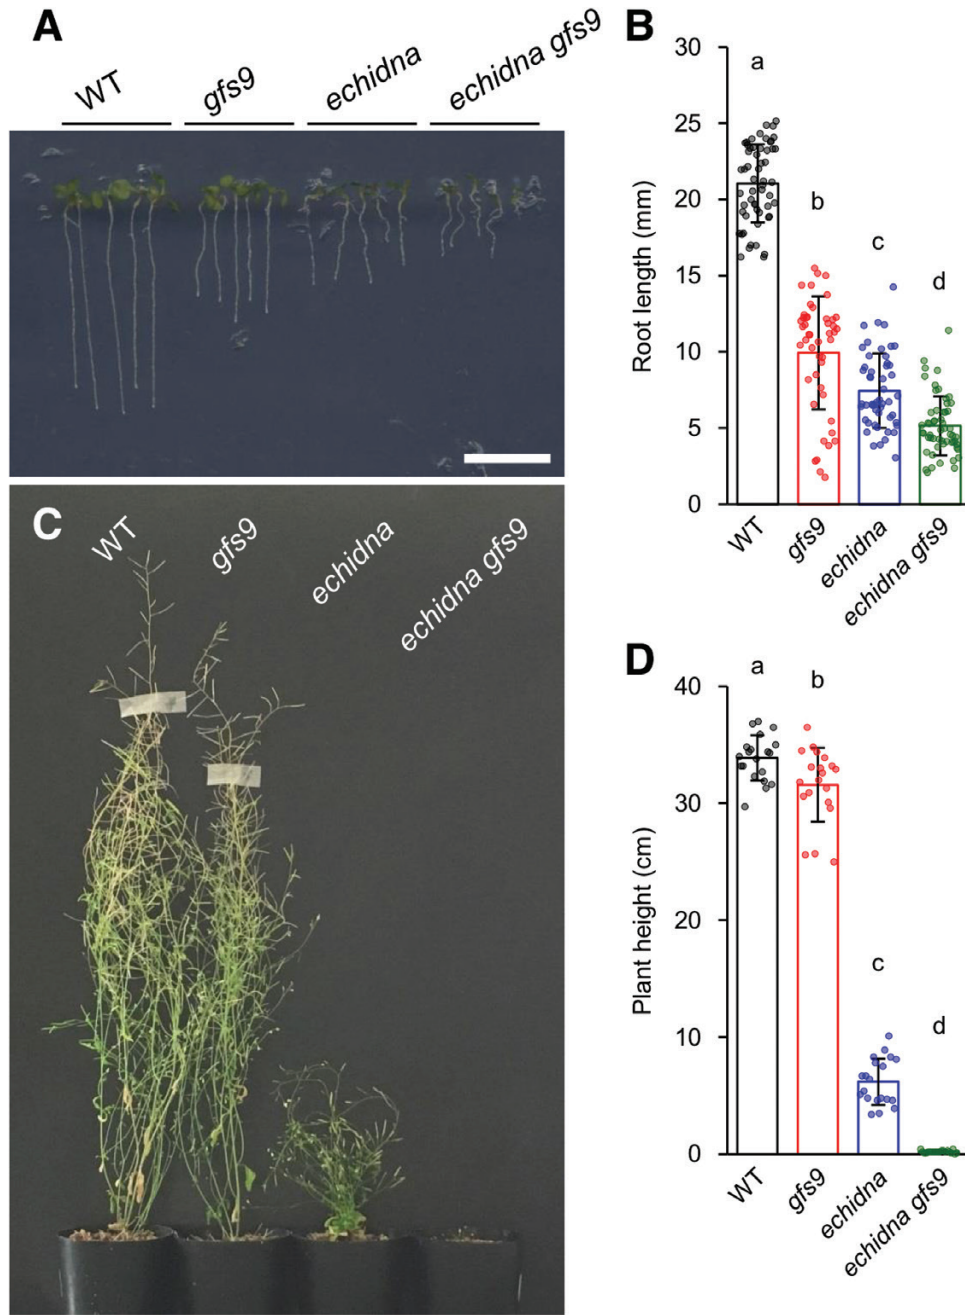 A
WT
gfs9
echidna
echidna gfs9
B
30
25
20
15
10
5
0
Root length (mm)
a
b
c
d
WT
gfs9
echidna
echidna gfs9
C
WT
gfs9
echidna
echidna gfs9
D
40
30
20
10
0
Plant height (cm)
a
b
c
d
WT
gfs9
echidna
echidna gfs9